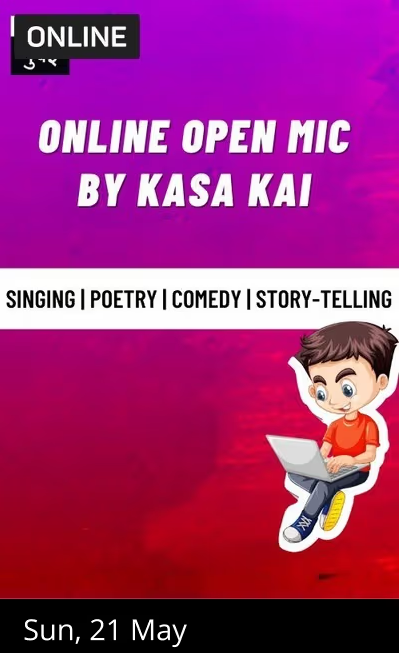 ONLINE
ONLINE OPEN MIC
BY KASA KAI
SINGING | POETRY | COMEDY | STORY-TELLING
Sun, 21 May